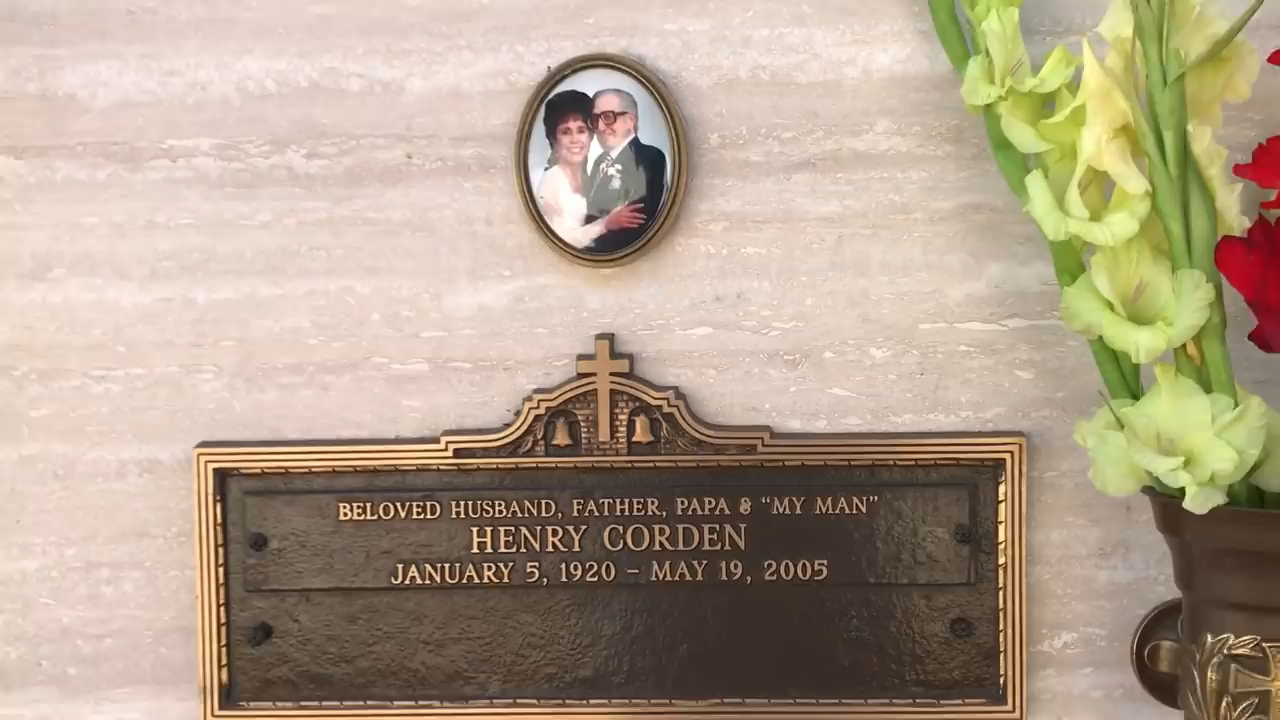 BELOVED HUSBAND, FATHER, PAPA & “MY MAN”
HENRY CORDEN
JANUARY 5, 1920 – MAY 19, 2005